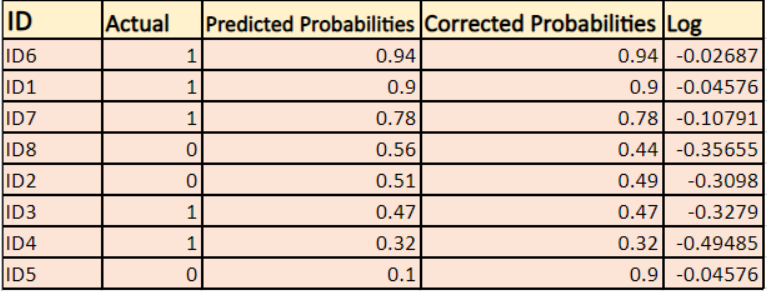 ID Actual Predicted Probabilities Corrected Probabilities Log
ID6 1 0.94 0.94 -0.02687
ID1 1 0.9 0.9 -0.04576
ID7 1 0.78 0.78 -0.10791
ID8 0 0.56 0.44 -0.35655
ID2 0 0.51 0.49 -0.3098
ID3 1 0.47 0.47 -0.3279
ID4 1 0.32 0.32 -0.49485
ID5 0 0.1 0.9 -0.04576